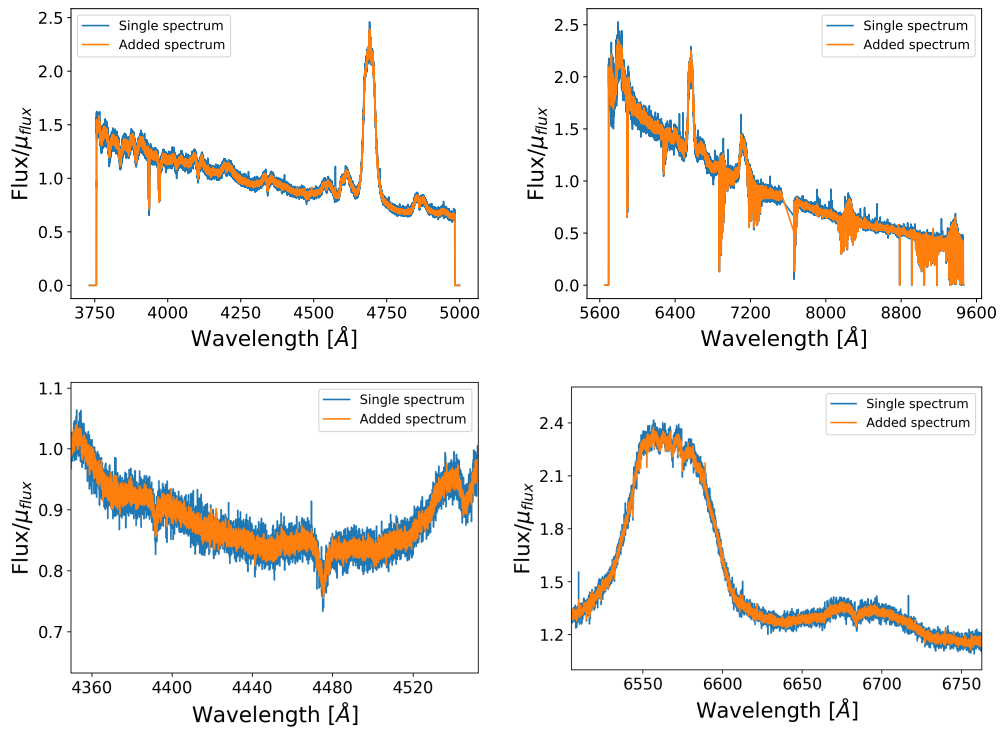 2.5
2.0
1.5
1.0
0.5
0.0
Flux/μ_flux
Single spectrum
Added spectrum
3750 4000 4250 4500 4750 5000
Wavelength [Å]
2.5
2.0
1.5
1.0
0.5
0.0
Flux/μ_flux
Single spectrum
Added spectrum
5600 6400 7200 8000 8800 9600
Wavelength [Å]
1.1
1.0
0.9
0.8
0.7
Flux/μ_flux
Single spectrum
Added spectrum
4360 4400 4440 4480 4520
Wavelength [Å]
2.4
2.1
1.8
1.5
1.2
Flux/μ_flux
Single spectrum
Added spectrum
6550 6600 6650 6700 6750
Wavelength [Å]